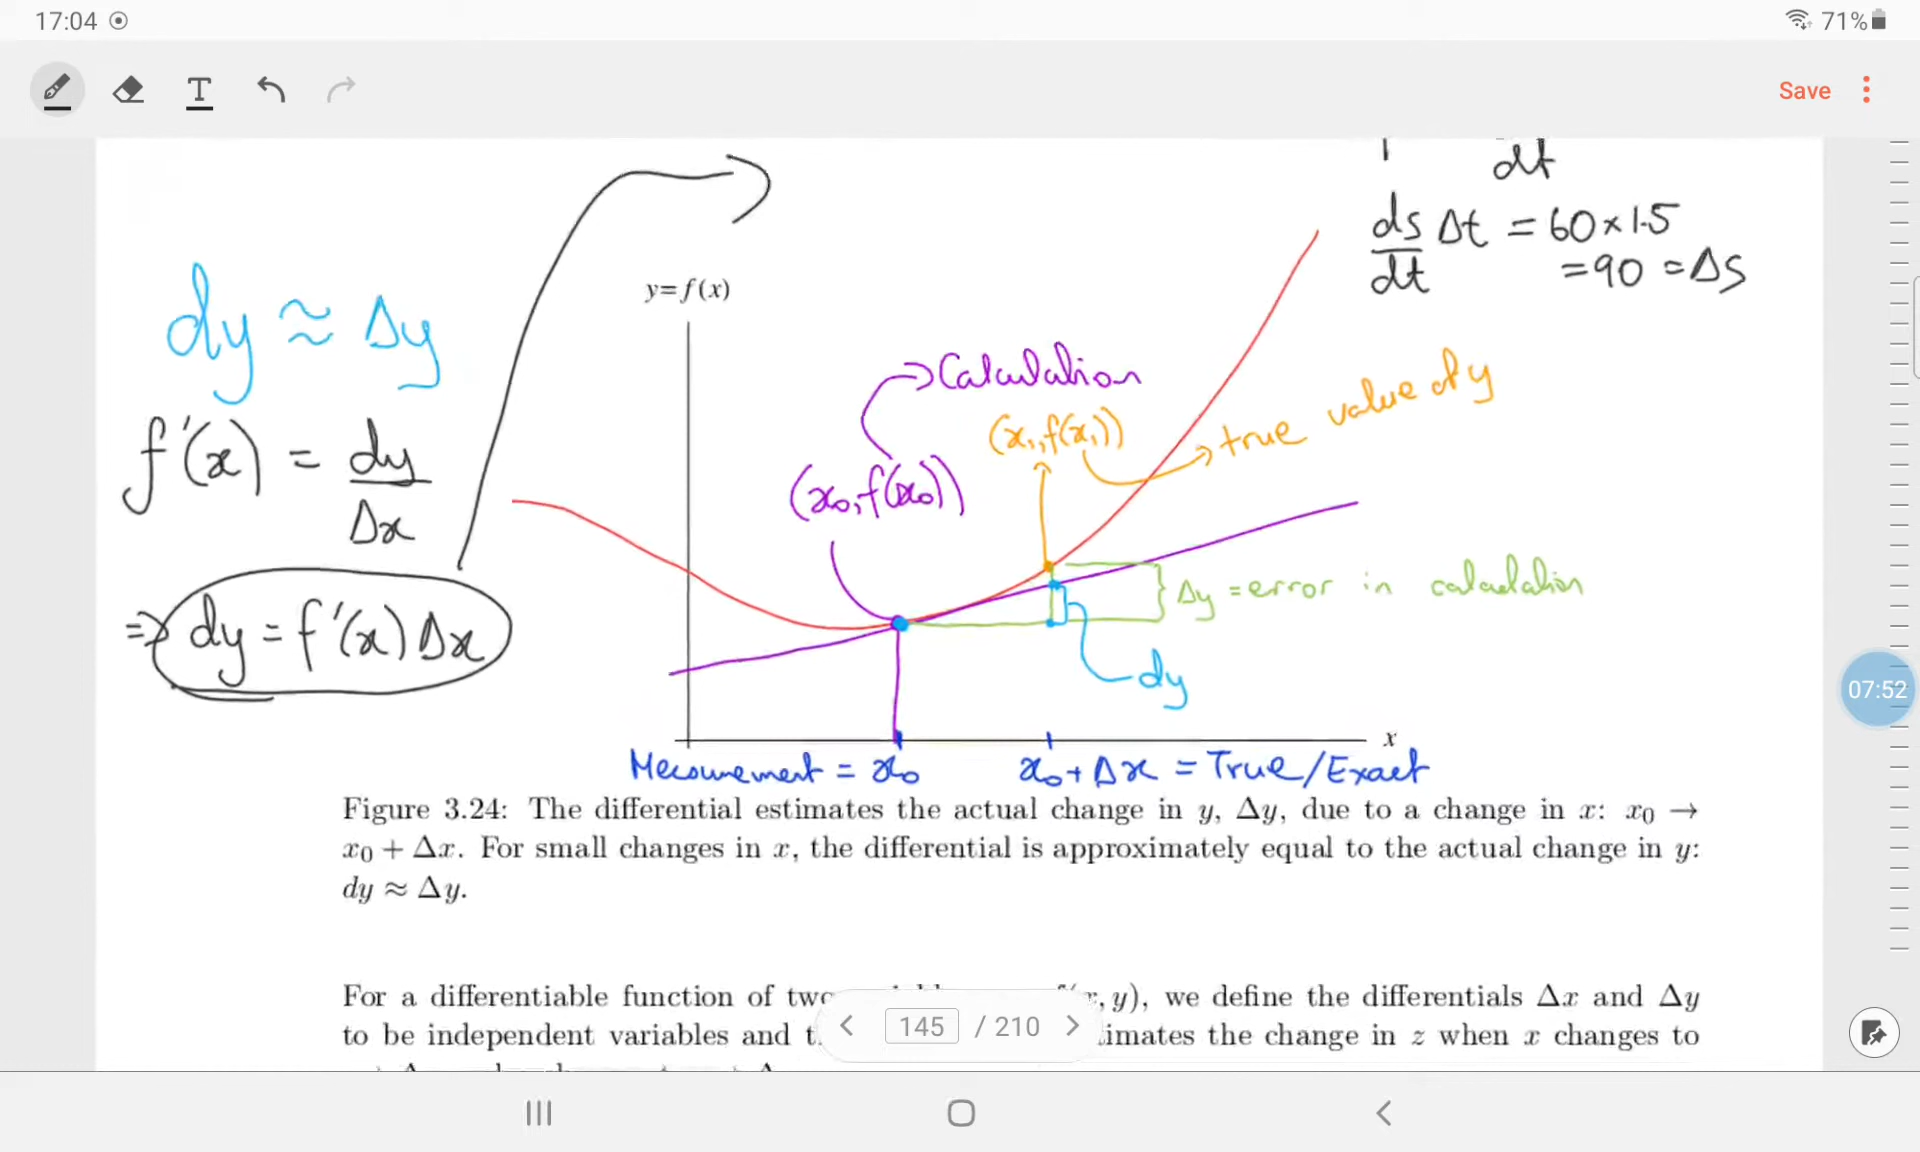 17:04
71%
T
Save
dt
ds/dt Δt = 60×1.5
=90 =ΔS
dy ≈ Δy
y=f(x)
Calculation
(x₁,f(x₁))
true value of y
f'(x) = dy/Δx
(x₀,f(x₀))
Δy = error in calculation
⇒ dy = f'(x) Δx
dy
07:52
x
Measurement = x₀
x₀+Δx = True/Exact
Figure 3.24: The differential estimates the actual change in y, Δy, due to a change in x: x₀ →
x₀ + Δx. For small changes in x, the differential is approximately equal to the actual change in y:
dy ≈ Δy.
For a differentiable function of two , y), we define the differentials Δx and Δy
to be independent variables and the change in z when x changes to
145 / 210